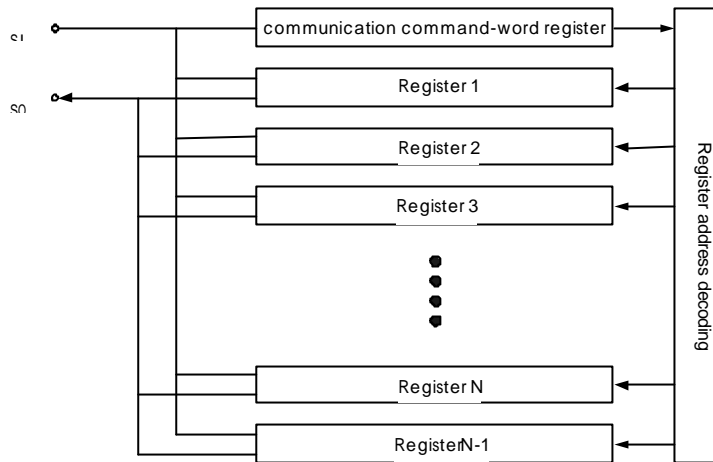 communication command-word register
Register 1
Register 2
Register 3
Register N
RegisterN-1
Register address decoding